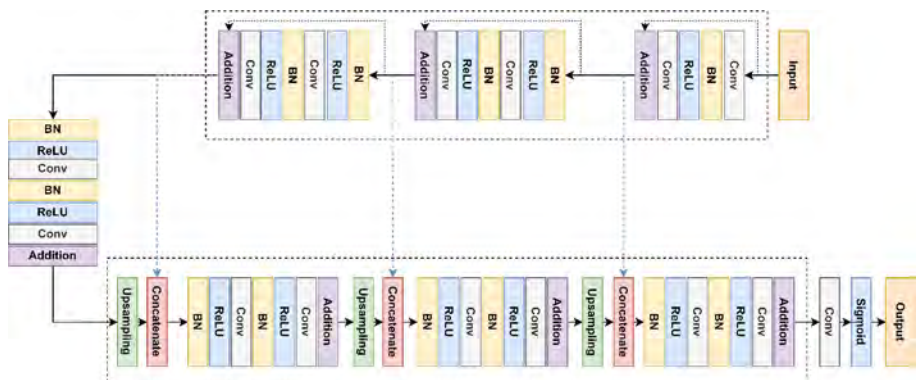 Addition
Conv
ReLU
BN
Conv
ReLU
BN
Addition
Conv
ReLU
BN
Conv
ReLU
BN
Addition
Conv
ReLU
BN
Conv
Input
BN
ReLU
Conv
BN
ReLU
Conv
Addition
Upsampling
Concatenate
BN
ReLU
Conv
BN
ReLU
Conv
Addition
Upsampling
Concatenate
BN
ReLU
Conv
BN
ReLU
Conv
Addition
Upsampling
Concatenate
BN
ReLU
Conv
BN
ReLU
Conv
Addition
Conv
Sigmoid
Output